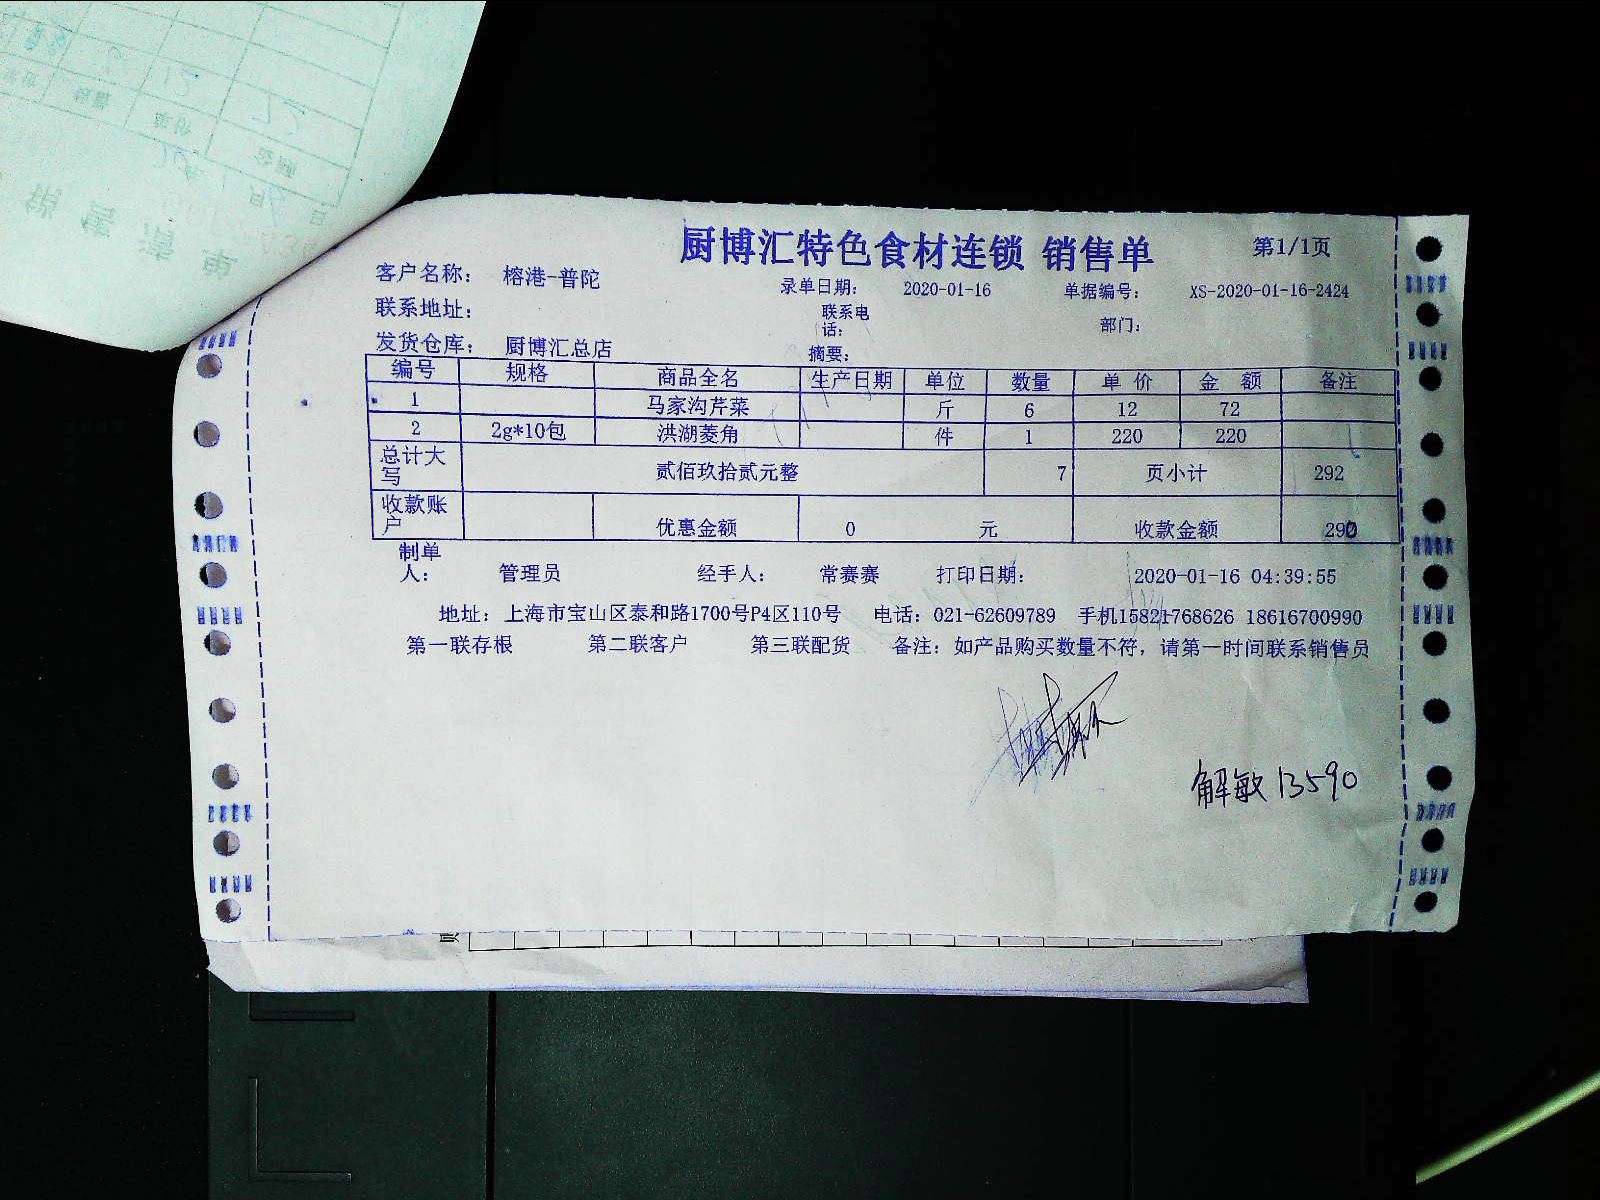 厨博汇特色食材连锁 销售单 第1/1页
客户名称： 榕港-普陀 录单日期： 2020-01-16 单据编号： XS-2020-01-16-2424
联系地址： 联系电话： 部门：
发货仓库： 厨博汇总店 摘要：
编号 规格 商品全名 生产日期 单位 数量 单 价 金 额 备注
1 马家沟芹菜 斤 6 12 72
2 2g*10包 洪湖菱角 件 1 220 220
总计大写 贰佰玖拾贰元整 7 页小计 292
收款账户 优惠金额 0 元 收款金额 290
制单人： 管理员 经手人： 常赛赛 打印日期： 2020-01-16 04:39:55
地址：上海市宝山区泰和路1700号P4区110号 电话：021-62609789 手机15821768626 18616700990
第一联存根 第二联客户 第三联配货 备注：如产品购买数量不符，请第一时间联系销售员
解敏 13590